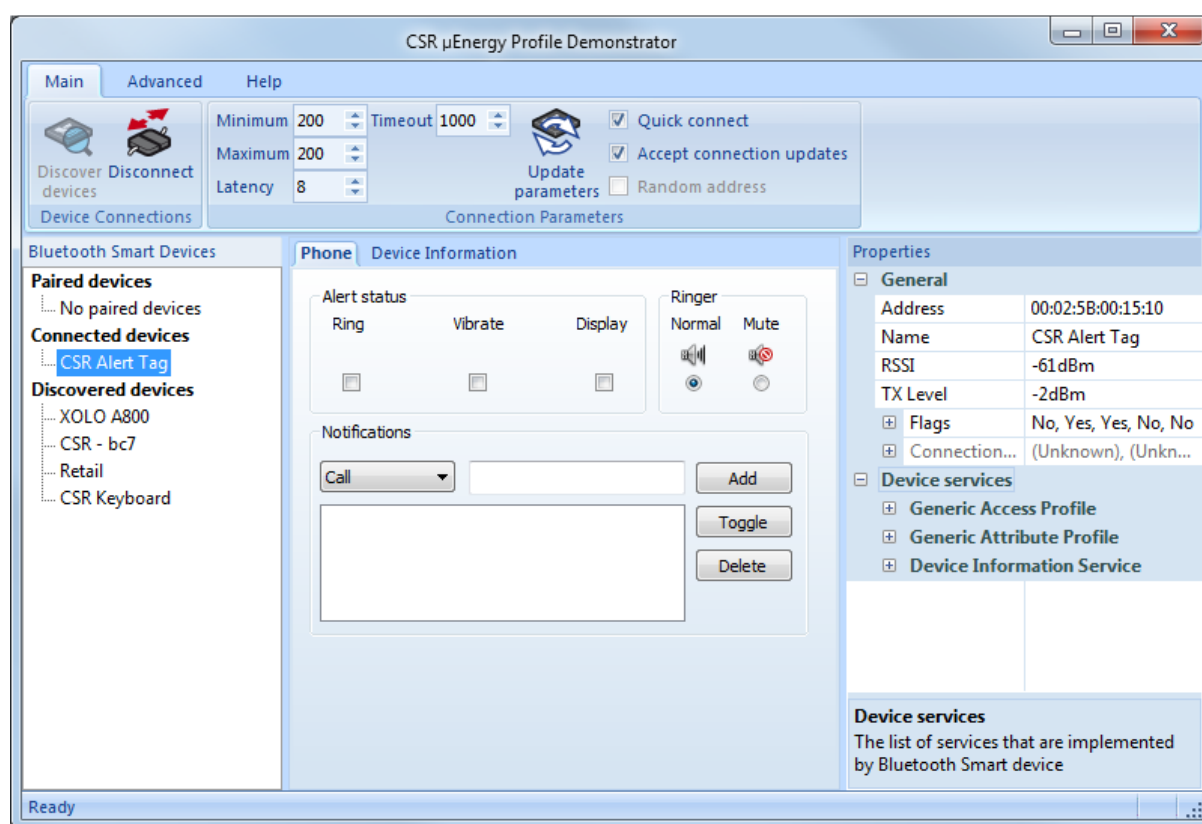 CSR µEnergy Profile Demonstrator
Main Advanced Help
Minimum 200 Timeout 1000
Maximum 200
Latency 8
Discover devices
Disconnect
Update parameters
Quick connect
Accept connection updates
Random address
Device Connections
Connection Parameters
Bluetooth Smart Devices
Paired devices
No paired devices
Connected devices
CSR Alert Tag
Discovered devices
XOLO A800
CSR - bc7
Retail
CSR Keyboard
Phone Device Information
Alert status
Ring Vibrate Display
Ringer
Normal Mute
Notifications
Call
Add
Toggle
Delete
Properties
General
Address 00:02:5B:00:15:10
Name CSR Alert Tag
RSSI -61dBm
TX Level -2dBm
Flags No, Yes, Yes, No, No
Connection... (Unknown), (Unkn...
Device services
Generic Access Profile
Generic Attribute Profile
Device Information Service
Device services
The list of services that are implemented
by Bluetooth Smart device
Ready